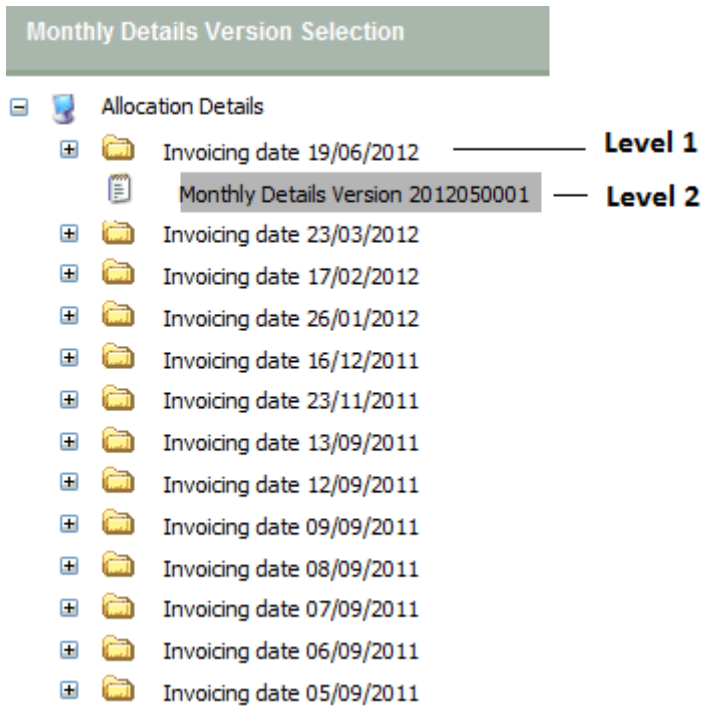 Monthly Details Version Selection
Allocation Details
Invoicing date 19/06/2012 Level 1
Monthly Details Version 2012050001 Level 2
Invoicing date 23/03/2012
Invoicing date 17/02/2012
Invoicing date 26/01/2012
Invoicing date 16/12/2011
Invoicing date 23/11/2011
Invoicing date 13/09/2011
Invoicing date 12/09/2011
Invoicing date 09/09/2011
Invoicing date 08/09/2011
Invoicing date 07/09/2011
Invoicing date 06/09/2011
Invoicing date 05/09/2011